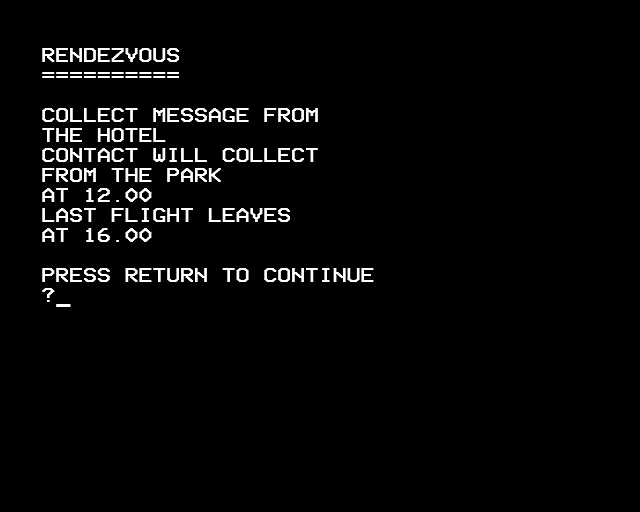 RENDEZVOUS
==========
COLLECT MESSAGE FROM
THE HOTEL
CONTACT WILL COLLECT
FROM THE PARK
AT 12.00
LAST FLIGHT LEAVES
AT 16.00
PRESS RETURN TO CONTINUE
?_